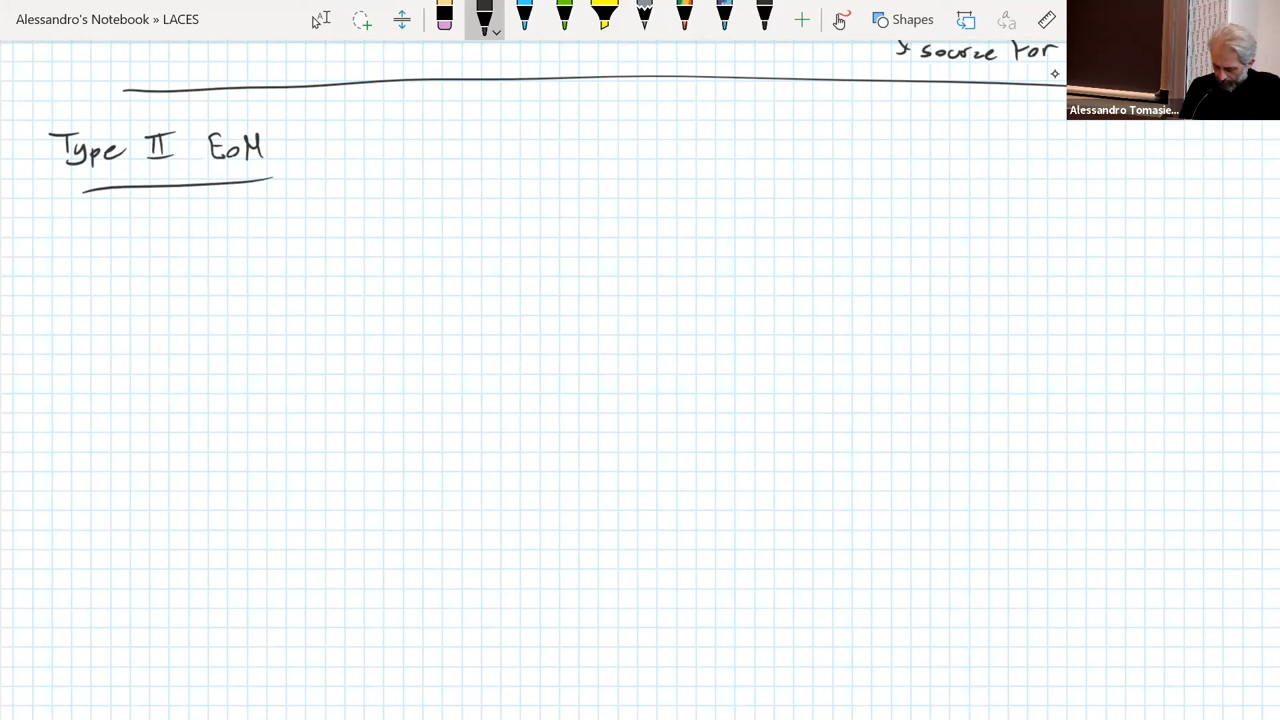 Alessandro's Notebook » LACES
Shapes
source for
Alessandro Tomasie...
Type II EoM